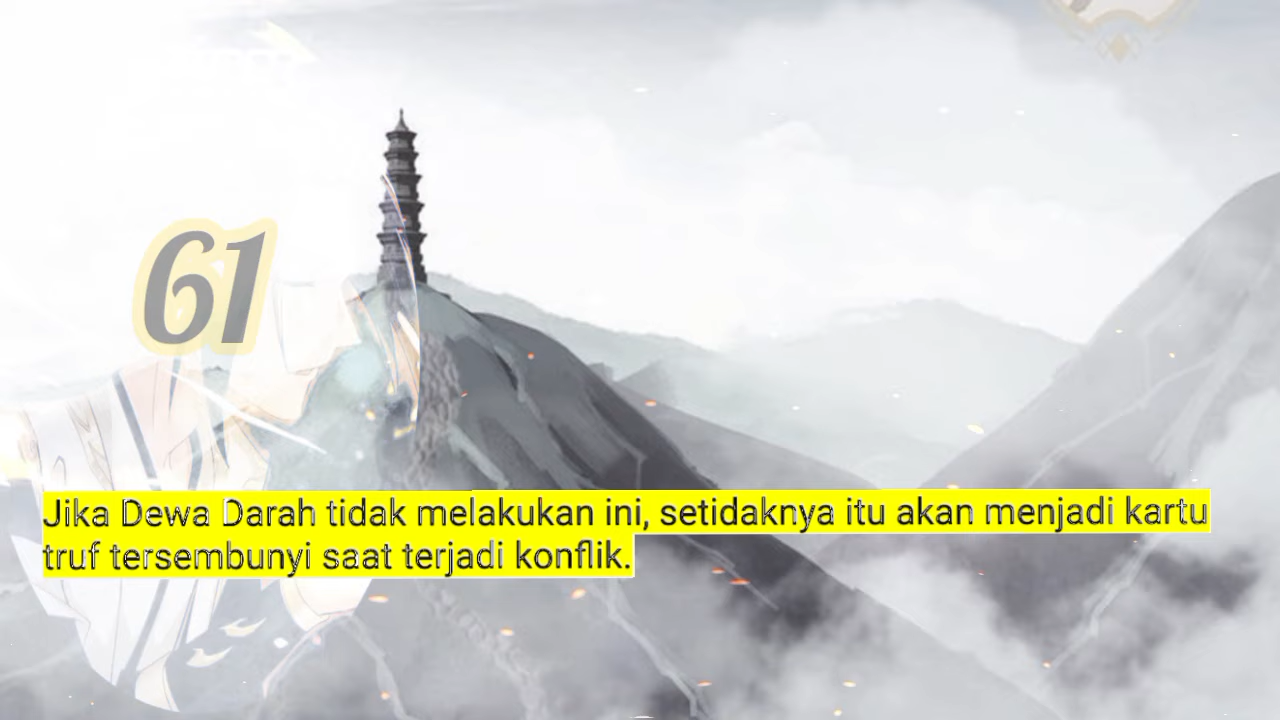 61
Jika Dewa Darah tidak melakukan ini, setidaknya itu akan menjadi kartu
truf tersembunyi saat terjadi konflik.